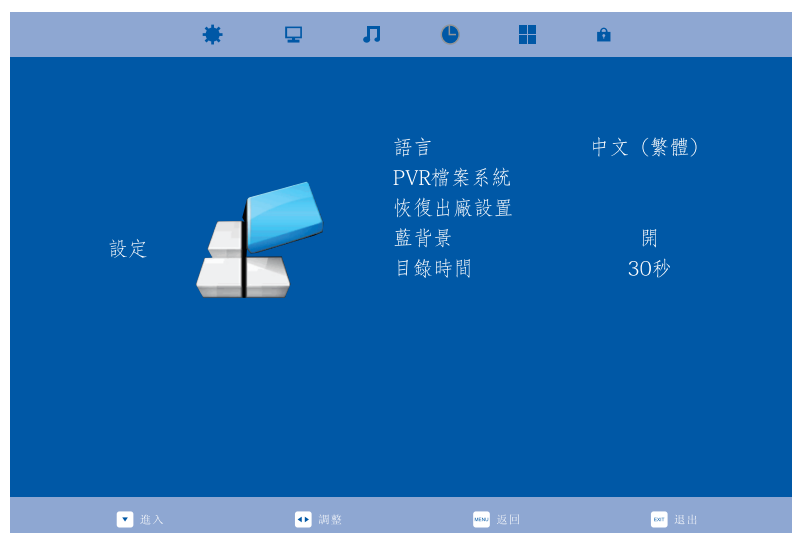 語言 中文（繁體）
PVR檔案系統
恢復出廠設置
藍背景 開
目錄時間 30秒
設定
進入 調整 MENU 返回 EXIT 退出